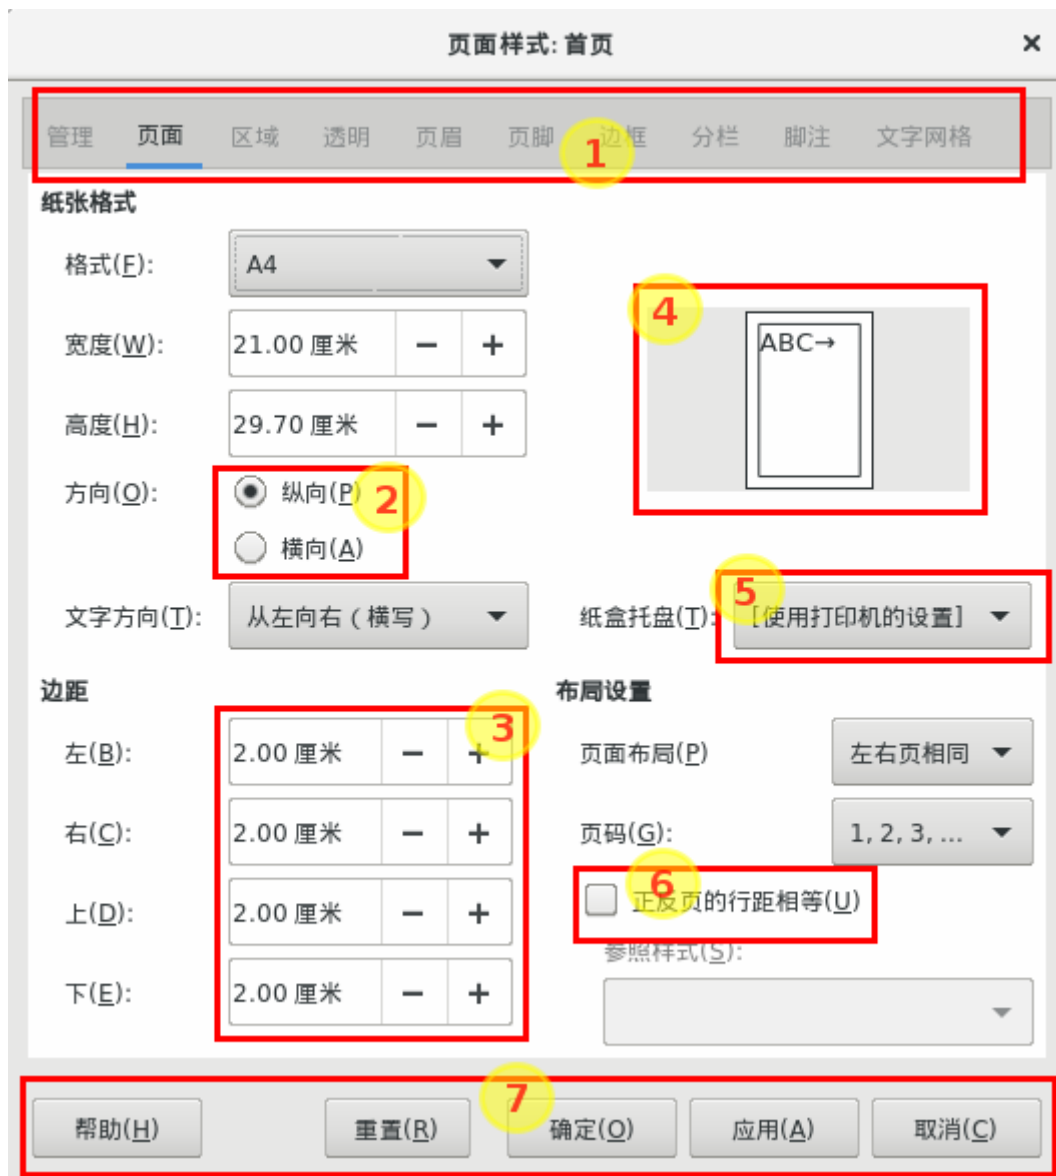 页面样式: 首页
管理 页面 区域 透明 页眉 页脚 边框 分栏 脚注 文字网格
1
纸张格式
格式(F): A4
4
ABC→
宽度(W): 21.00 厘米 − +
高度(H): 29.70 厘米 − +
方向(O): 纵向(P) 2
横向(A)
文字方向(T): 从左向右（横写） 纸盒托盘(T): [使用打印机的设置] 5
边距 布局设置
3
左(B): 2.00 厘米 − + 页面布局(P) 左右页相同
右(C): 2.00 厘米 − + 页码(G): 1, 2, 3, ...
6
上(D): 2.00 厘米 − + 正反页的行距相等(U)
参照样式(S):
下(E): 2.00 厘米 − +
7
帮助(H) 重置(R) 确定(O) 应用(A) 取消(C)